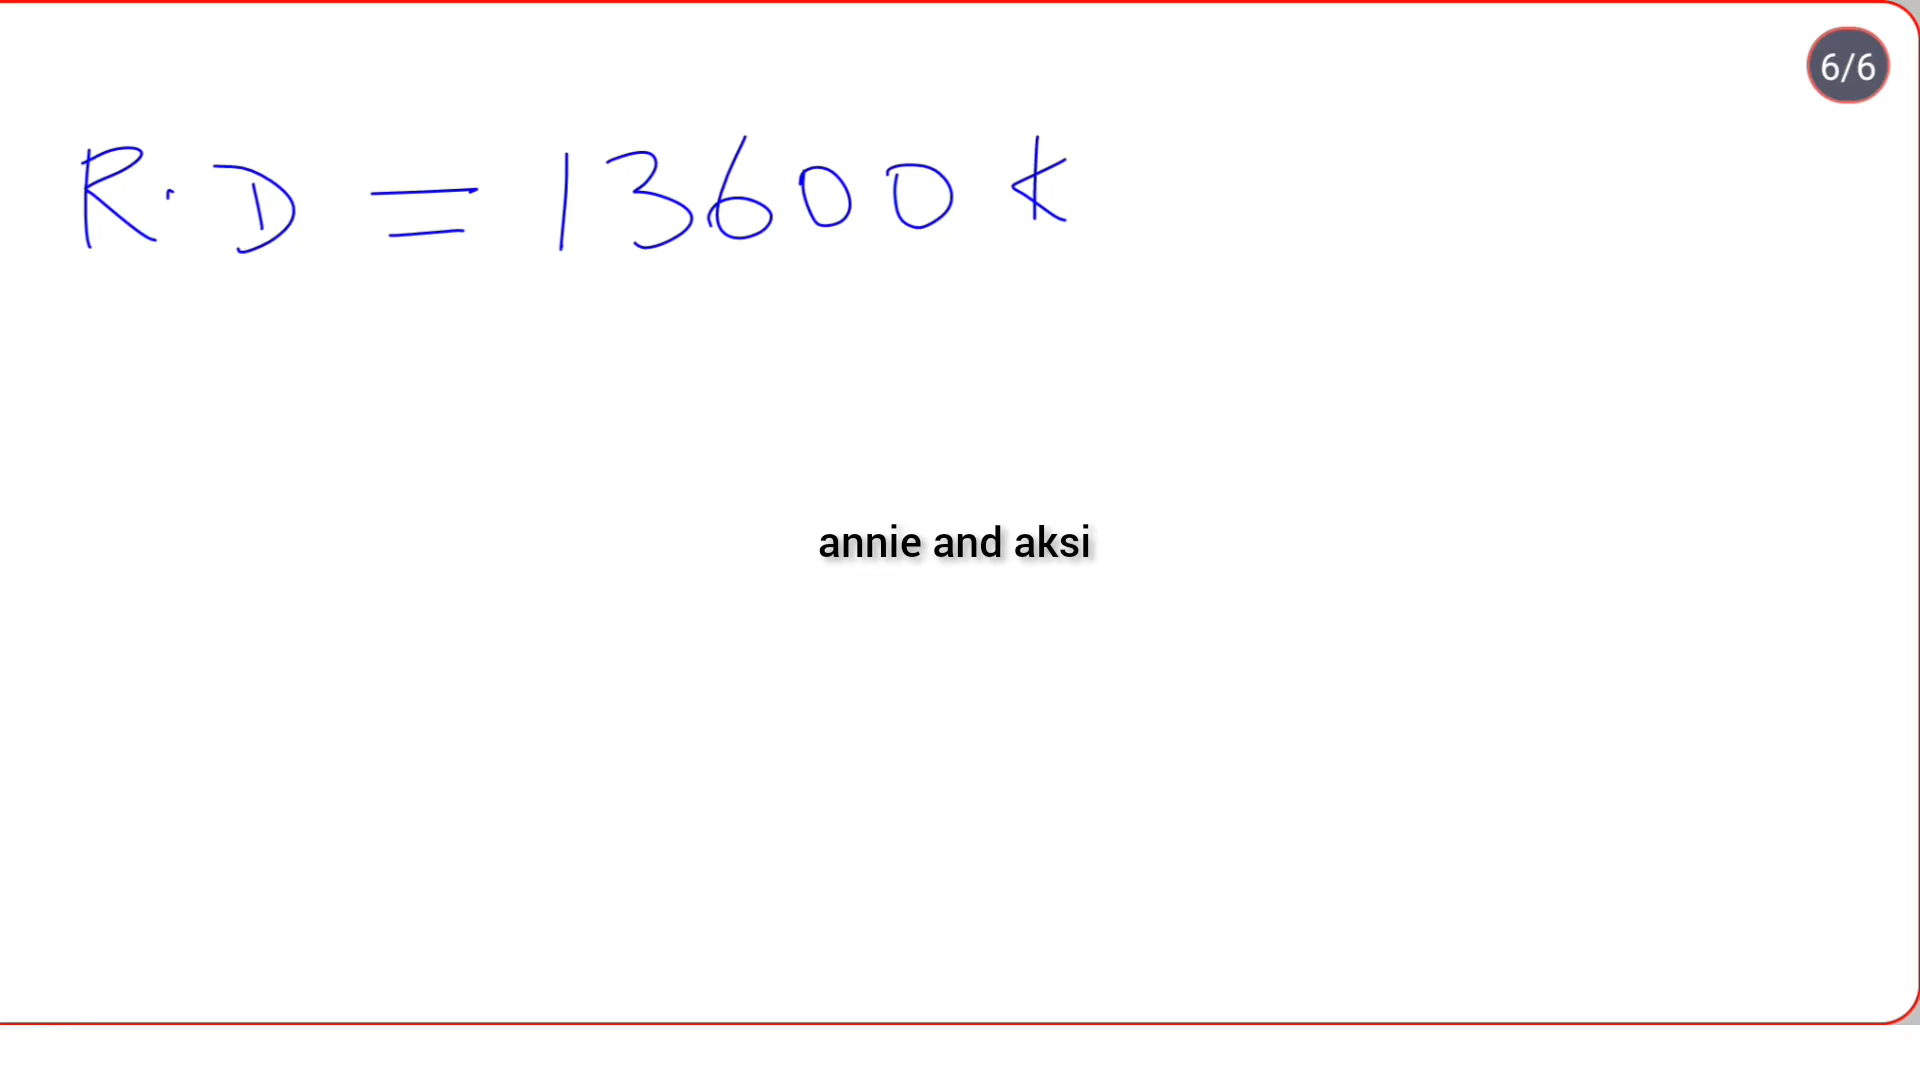 6/6
R.D = 13600 k
annie and aksi